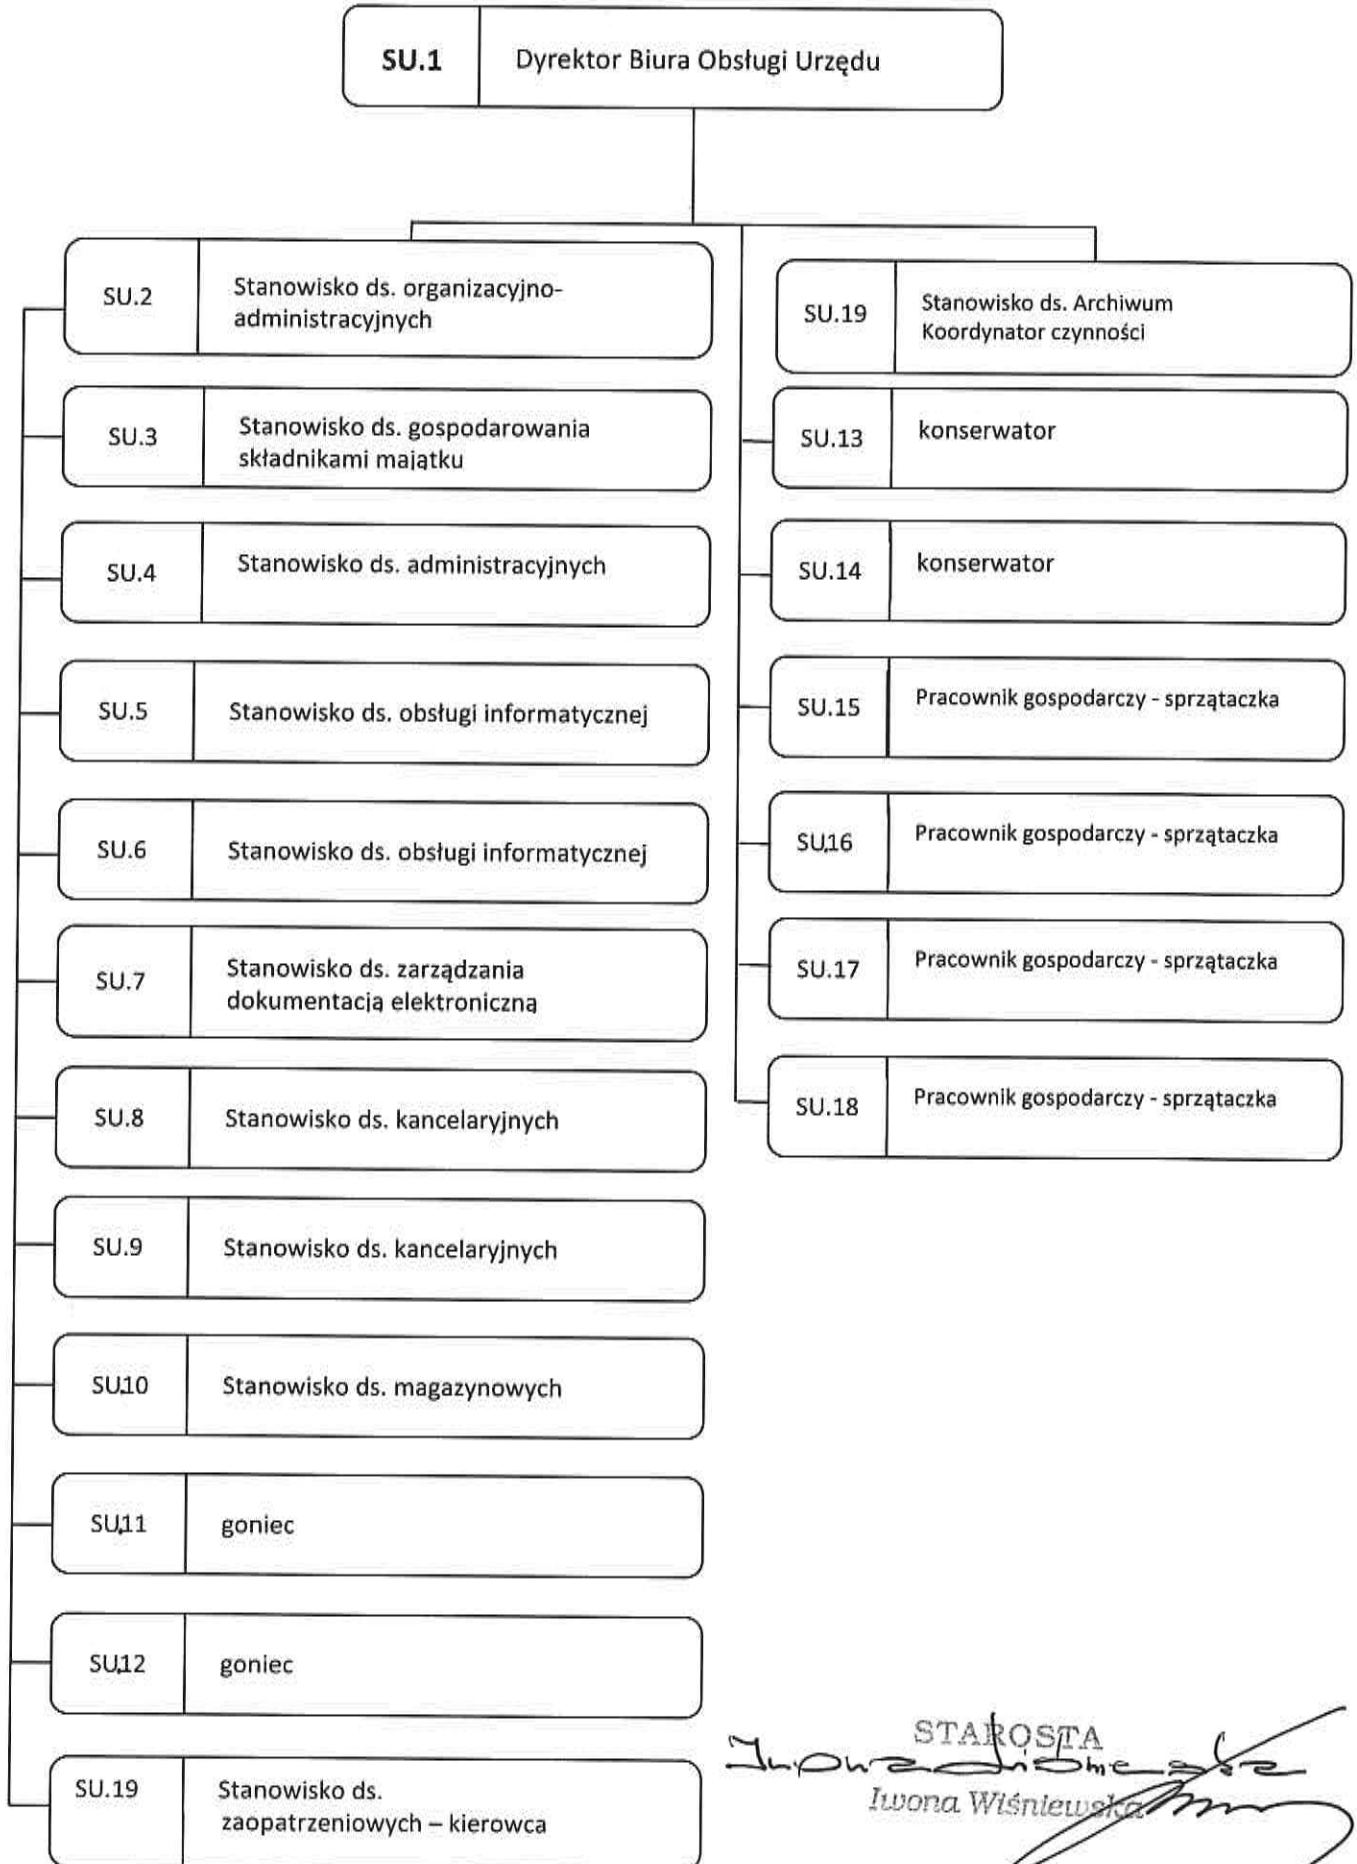 SU.1 Dyrektor Biura Obsługi Urzędu
SU.2 Stanowisko ds. organizacyjno-
administracyjnych
SU.3 Stanowisko ds. gospodarowania
składnikami majątku
SU.4 Stanowisko ds. administracyjnych
SU.5 Stanowisko ds. obsługi informatycznej
SU.6 Stanowisko ds. obsługi informatycznej
SU.7 Stanowisko ds. zarządzania
dokumentacją elektroniczną
SU.8 Stanowisko ds. kancelaryjnych
SU.9 Stanowisko ds. kancelaryjnych
SU.10 Stanowisko ds. magazynowych
SU.11 goniec
SU.12 goniec
SU.19 Stanowisko ds.
zaopatrzeniowych – kierowca
SU.19 Stanowisko ds. Archiwum
Koordynator czynności
SU.13 konserwator
SU.14 konserwator
SU.15 Pracownik gospodarczy - sprzątaczka
SU.16 Pracownik gospodarczy - sprzątaczka
SU.17 Pracownik gospodarczy - sprzątaczka
SU.18 Pracownik gospodarczy - sprzątaczka
STAROSTA
Iwona Wiśniewska